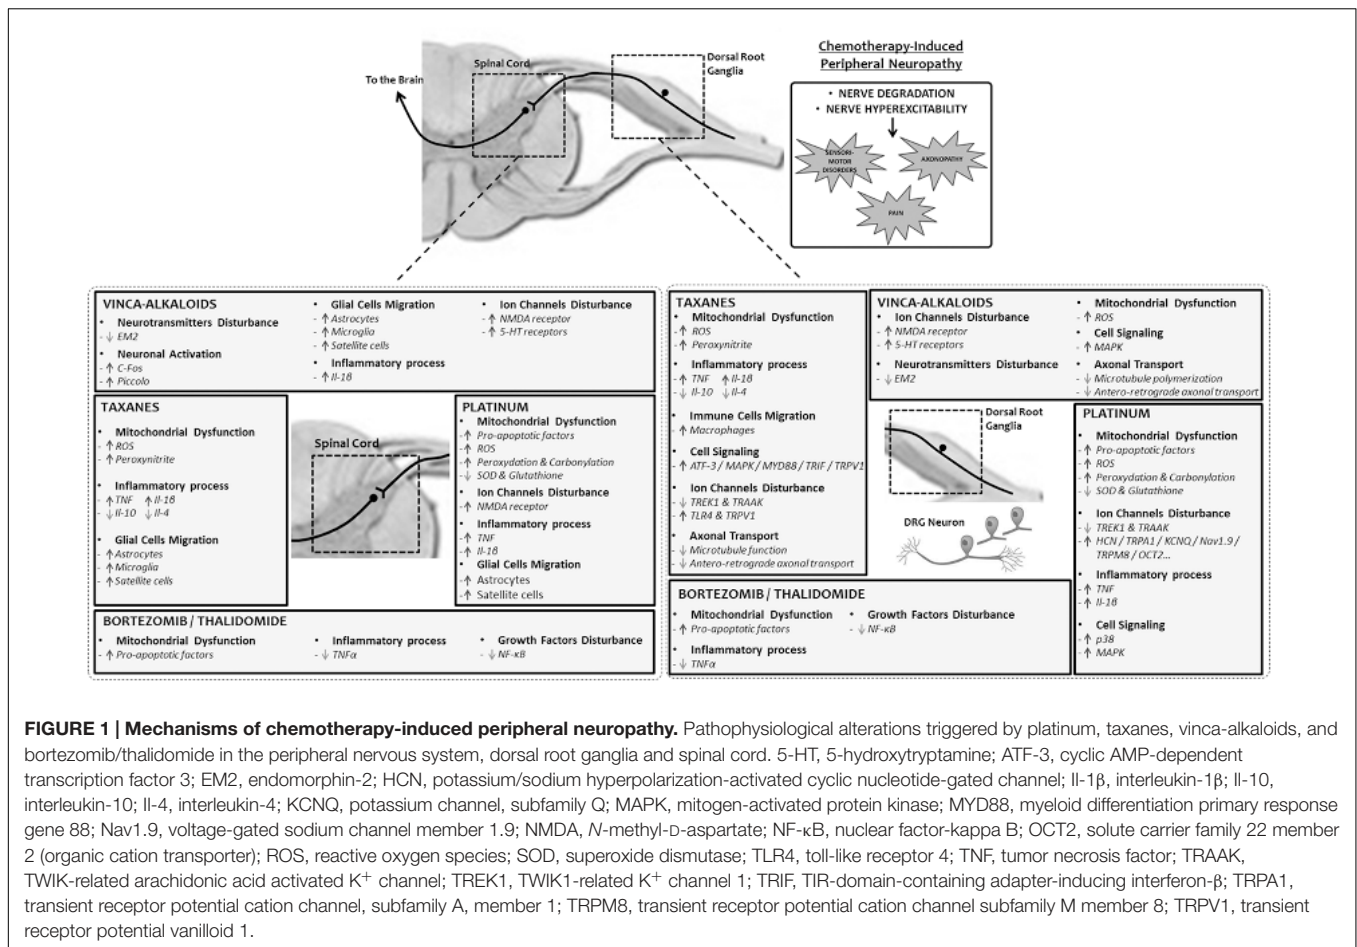 Chemotherapy-Induced
Peripheral Neuropathy
• NERVE DEGRADATION
• NERVE HYPEREXCITABILITY
SENSORI-
MOTOR
DISORDERS
AXONOPATHY
PAIN
To the Brain
Spinal Cord
Dorsal Root
Ganglia
VINCA-ALKALOIDS
• Neurotransmitters Disturbance
- ↓ EM2
• Neuronal Activation
- ↑ C-Fos
- ↑ Piccolo
• Glial Cells Migration
- ↑ Astrocytes
- ↑ Microglia
- ↑ Satellite cells
• Inflammatory process
- ↑ Il-1β
• Ion Channels Disturbance
- ↑ NMDA receptor
- ↑ 5-HT receptors
TAXANES
• Mitochondrial Dysfunction
- ↑ ROS
- ↑ Peroxynitrite
• Inflammatory process
- ↑ TNF ↑ Il-1β
- ↓ Il-10 ↓ Il-4
• Glial Cells Migration
- ↑ Astrocytes
- ↑ Microglia
- ↑ Satellite cells
Spinal Cord
PLATINUM
• Mitochondrial Dysfunction
- ↑ Pro-apoptotic factors
- ↑ ROS
- ↑ Peroxydation & Carbonylation
- ↓ SOD & Glutathione
• Ion Channels Disturbance
- ↑ NMDA receptor
• Inflammatory process
- ↑ TNF
- ↑ Il-1β
• Glial Cells Migration
- ↑ Astrocytes
- ↑ Satellite cells
BORTEZOMIB / THALIDOMIDE
• Mitochondrial Dysfunction
- ↑ Pro-apoptotic factors
• Inflammatory process
- ↓ TNFα
• Growth Factors Disturbance
- ↓ NF-κB
TAXANES
• Mitochondrial Dysfunction
- ↑ ROS
- ↑ Peroxynitrite
• Inflammatory process
- ↑ TNF ↑ Il-1β
- ↓ Il-10 ↓ Il-4
• Immune Cells Migration
- ↑ Macrophages
• Cell Signaling
- ↑ ATF-3 / MAPK / MYD88 / TRIF / TRPV1
• Ion Channels Disturbance
- ↓ TREK1 & TRAAK
- ↑ TLR4 & TRPV1
• Axonal Transport
- ↓ Microtubule function
- ↓ Antero-retrograde axonal transport
VINCA-ALKALOIDS
• Ion Channels Disturbance
- ↑ NMDA receptor
- ↑ 5-HT receptors
• Neurotransmitters Disturbance
- ↓ EM2
• Mitochondrial Dysfunction
- ↑ ROS
• Cell Signaling
- ↑ MAPK
• Axonal Transport
- ↓ Microtubule polymerization
- ↓ Antero-retrograde axonal transport
Dorsal Root
Ganglia
DRG Neuron
PLATINUM
• Mitochondrial Dysfunction
- ↑ Pro-apoptotic factors
- ↑ ROS
- ↑ Peroxydation & Carbonylation
- ↓ SOD & Glutathione
• Ion Channels Disturbance
- ↓ TREK1 & TRAAK
- ↑ HCN / TRPA1 / KCNQ / Nav1.9 /
TRPM8 / OCT2...
• Inflammatory process
- ↑ TNF
- ↑ Il-1β
• Cell Signaling
- ↑ p38
- ↑ MAPK
BORTEZOMIB / THALIDOMIDE
• Mitochondrial Dysfunction
- ↑ Pro-apoptotic factors
• Inflammatory process
- ↓ TNFα
• Growth Factors Disturbance
- ↓ NF-κB
FIGURE 1 | Mechanisms of chemotherapy-induced peripheral neuropathy. Pathophysiological alterations triggered by platinum, taxanes, vinca-alkaloids, and
bortezomib/thalidomide in the peripheral nervous system, dorsal root ganglia and spinal cord. 5-HT, 5-hydroxytryptamine; ATF-3, cyclic AMP-dependent
transcription factor 3; EM2, endomorphin-2; HCN, potassium/sodium hyperpolarization-activated cyclic nucleotide-gated channel; Il-1β, interleukin-1β; Il-10,
interleukin-10; Il-4, interleukin-4; KCNQ, potassium channel, subfamily Q; MAPK, mitogen-activated protein kinase; MYD88, myeloid differentiation primary response
gene 88; Nav1.9, voltage-gated sodium channel member 1.9; NMDA, N-methyl-D-aspartate; NF-κB, nuclear factor-kappa B; OCT2, solute carrier family 22 member
2 (organic cation transporter); ROS, reactive oxygen species; SOD, superoxide dismutase; TLR4, toll-like receptor 4; TNF, tumor necrosis factor; TRAAK,
TWIK-related arachidonic acid activated K⁺ channel; TREK1, TWIK1-related K⁺ channel 1; TRIF, TIR-domain-containing adapter-inducing interferon-β; TRPA1,
transient receptor potential cation channel, subfamily A, member 1; TRPM8, transient receptor potential cation channel subfamily M member 8; TRPV1, transient
receptor potential vanilloid 1.